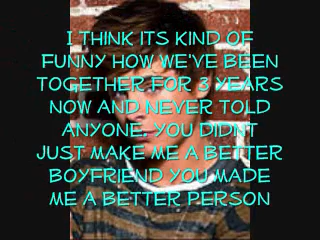 I THINK ITS KIND OF
FUNNY HOW WE'VE BEEN
TOGETHER FOR 3 YEARS
NOW AND NEVER TOLD
ANYONE. YOU DIDNT
JUST MAKE ME A BETTER
BOYFRIEND YOU MADE
ME A BETTER PERSON